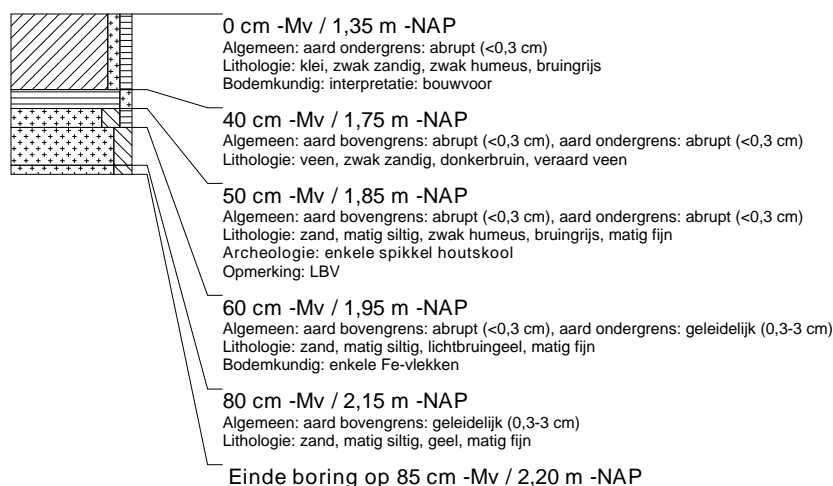 0 cm -Mv / 1,35 m -NAP
Algemeen: aard ondergrens: abrupt (<0,3 cm)
Lithologie: klei, zwak zandig, zwak humeus, bruingrijs
Bodemkundig: interpretatie: bouwvoor
40 cm -Mv / 1,75 m -NAP
Algemeen: aard bovengrens: abrupt (<0,3 cm), aard ondergrens: abrupt (<0,3 cm)
Lithologie: veen, zwak zandig, donkerbruin, veraard veen
50 cm -Mv / 1,85 m -NAP
Algemeen: aard bovengrens: abrupt (<0,3 cm), aard ondergrens: abrupt (<0,3 cm)
Lithologie: zand, matig siltig, zwak humeus, bruingrijs, matig fijn
Archeologie: enkele spikkel houtskool
Opmerking: LBV
60 cm -Mv / 1,95 m -NAP
Algemeen: aard bovengrens: abrupt (<0,3 cm), aard ondergrens: geleidelijk (0,3-3 cm)
Lithologie: zand, matig siltig, lichtbruingeel, matig fijn
Bodemkundig: enkele Fe-vlekken
80 cm -Mv / 2,15 m -NAP
Algemeen: aard bovengrens: geleidelijk (0,3-3 cm)
Lithologie: zand, matig siltig, geel, matig fijn
Einde boring op 85 cm -Mv / 2,20 m -NAP